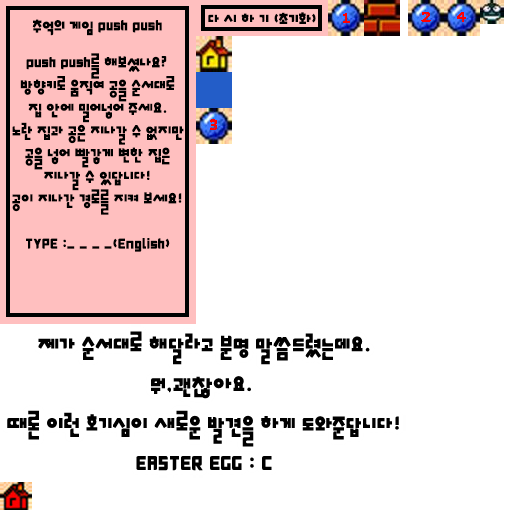 추억의 게임 push push
다 시 하 기 (초기화)
1
2
4
push push를 해보셨나요?
방향키로 움직여 공을 순서대로
집 안에 밀어넣어 주세요.
노란 집과 공은 지나갈 수 없지만
공을 넣어 빨갛게 변한 집은
지나갈 수 있답니다!
공이 지나간 경로를 지켜 보세요!
3
TYPE :_ _ _ _(English)
제가 순서대로 해달라고 분명 말씀드렸는데요.
뭐,괜찮아요.
때론 이런 호기심이 새로운 발견을 하게 도와준답니다!
EASTER EGG : C